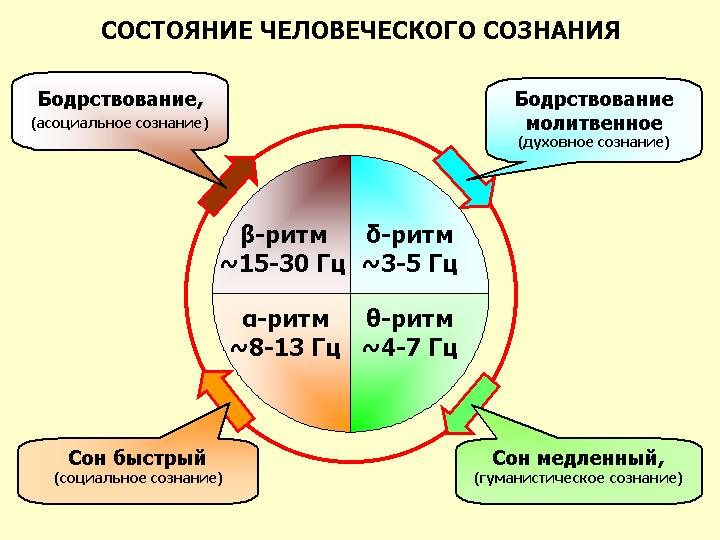 СОСТОЯНИЕ ЧЕЛОВЕЧЕСКОГО СОЗНАНИЯ
Бодрствование,
(асоциальное сознание)
Бодрствование
молитвенное
(духовное сознание)
β-ритм
~15-30 Гц
δ-ритм
~3-5 Гц
α-ритм
~8-13 Гц
θ-ритм
~4-7 Гц
Сон быстрый
(социальное сознание)
Сон медленный,
(гуманистическое сознание)